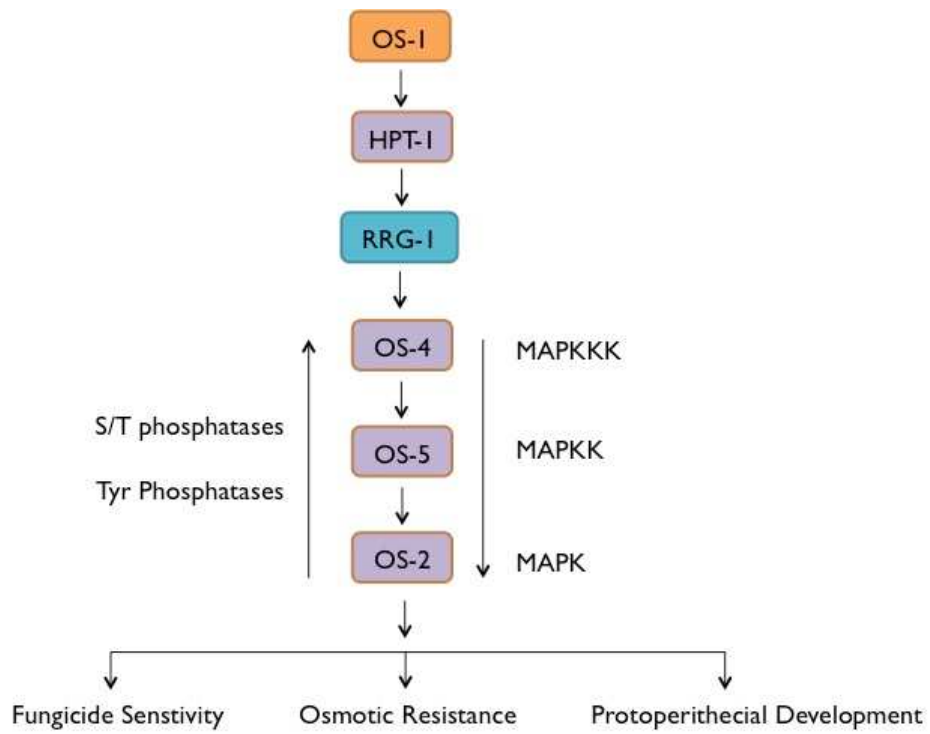 OS-1
HPT-1
RRG-1
OS-4
MAPKKK
S/T phosphatases
OS-5
MAPKK
Tyr Phosphatases
OS-2
MAPK
Fungicide Senstivity
Osmotic Resistance
Protoperithecial Development